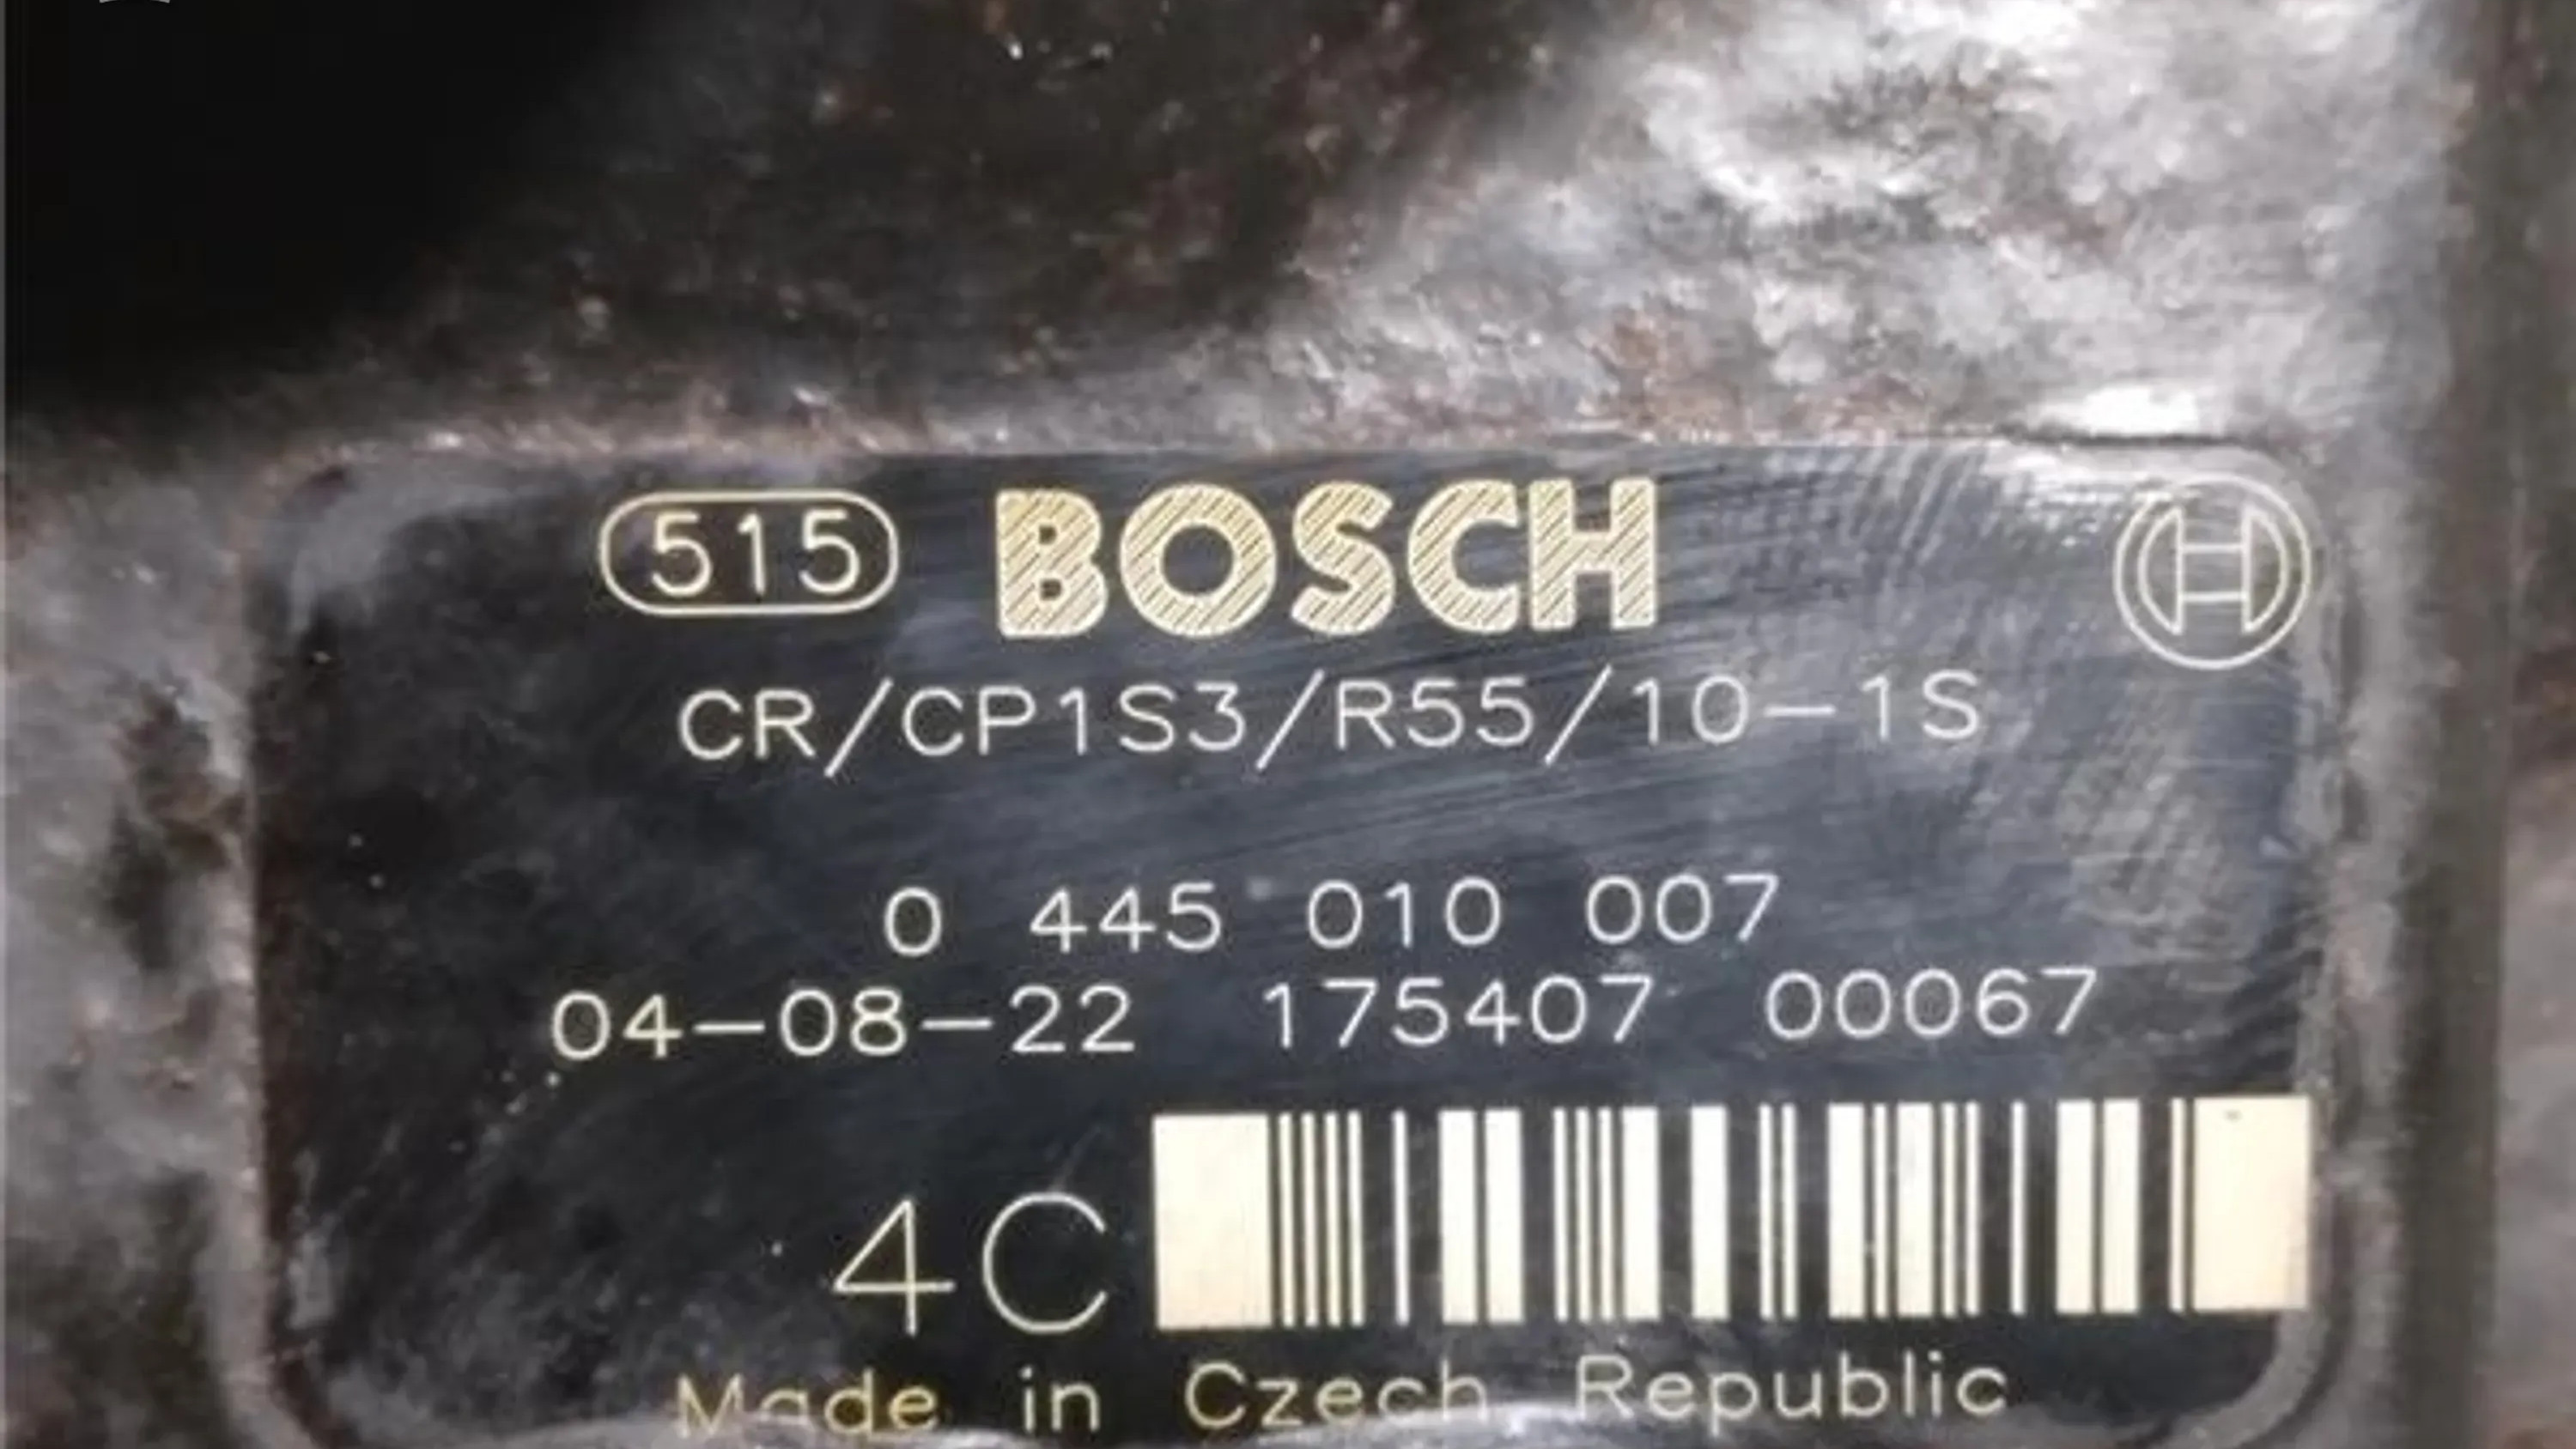 515 BOSCH
CR/CP1S3/R55/10-1S
0 445 010 007
04-08-22 175407 00067
4C
Made in Czech Republic